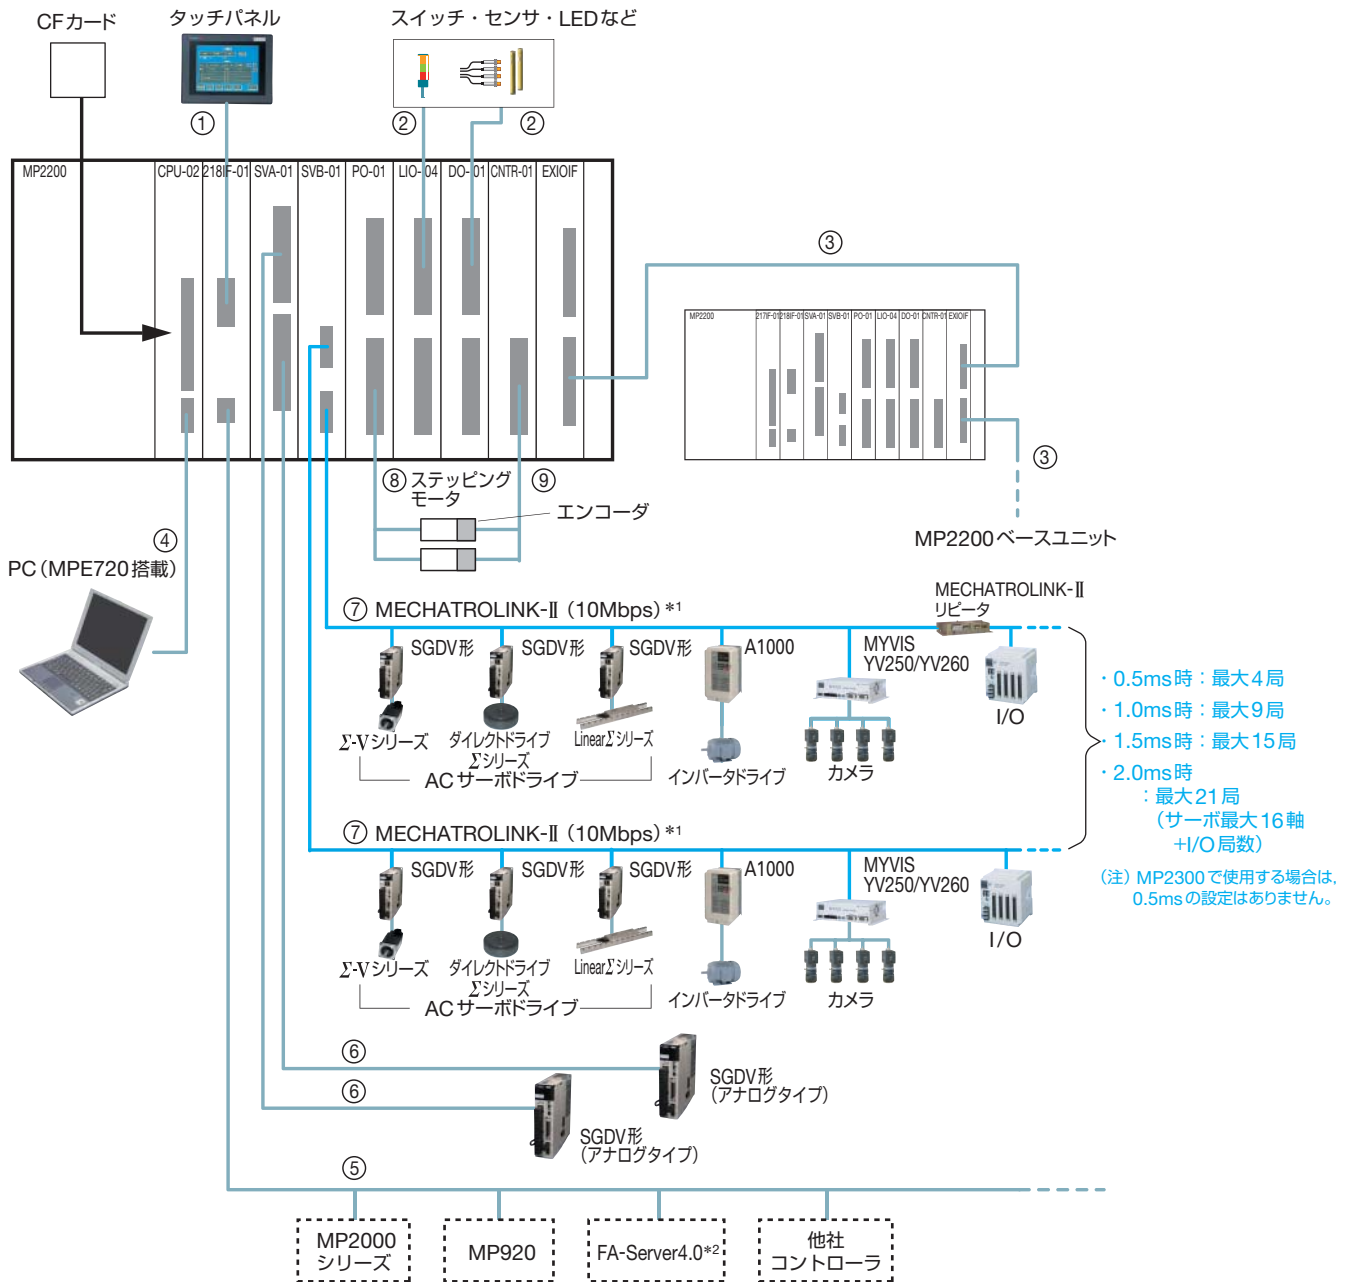 CFカード
タッチパネル
スイッチ・センサ・LEDなど
①
②
②
MP2200
CPU-02
218IF-01
SVA-01
SVB-01
PO-01
LIO-04
DO-01
CNTR-01
EXIOIF
③
MP2200
217IF-01
218IF-01
SVA-01
SVB-01
PO-01
LIO-04
DO-01
CNTR-01
EXIOIF
③
⑧ ステッピング
モータ
⑨
エンコーダ
MP2200ベースユニット
④
PC(MPE720搭載)
MECHATROLINK-Ⅱ
リピータ
⑦ MECHATROLINK-Ⅱ(10Mbps)*1
SGDV形
SGDV形
SGDV形
A1000
MYVIS
YV250/YV260
I/O
Σ-Vシリーズ
ダイレクトドライブ
Σシリーズ
LinearΣシリーズ
ACサーボドライブ
インバータドライブ
カメラ
・0.5ms時:最大4局
・1.0ms時:最大9局
・1.5ms時:最大15局
・2.0ms時
:最大21局
(サーボ最大16軸
+I/O局数)
(注)MP2300で使用する場合は,
0.5msの設定はありません。
⑦ MECHATROLINK-Ⅱ(10Mbps)*1
SGDV形
SGDV形
SGDV形
A1000
MYVIS
YV250/YV260
I/O
Σ-Vシリーズ
ダイレクトドライブ
Σシリーズ
LinearΣシリーズ
ACサーボドライブ
インバータドライブ
カメラ
⑥
SGDV形
(アナログタイプ)
⑥
SGDV形
(アナログタイプ)
⑤
MP2000
シリーズ
MP920
FA-Server4.0*2
他社
コントローラ